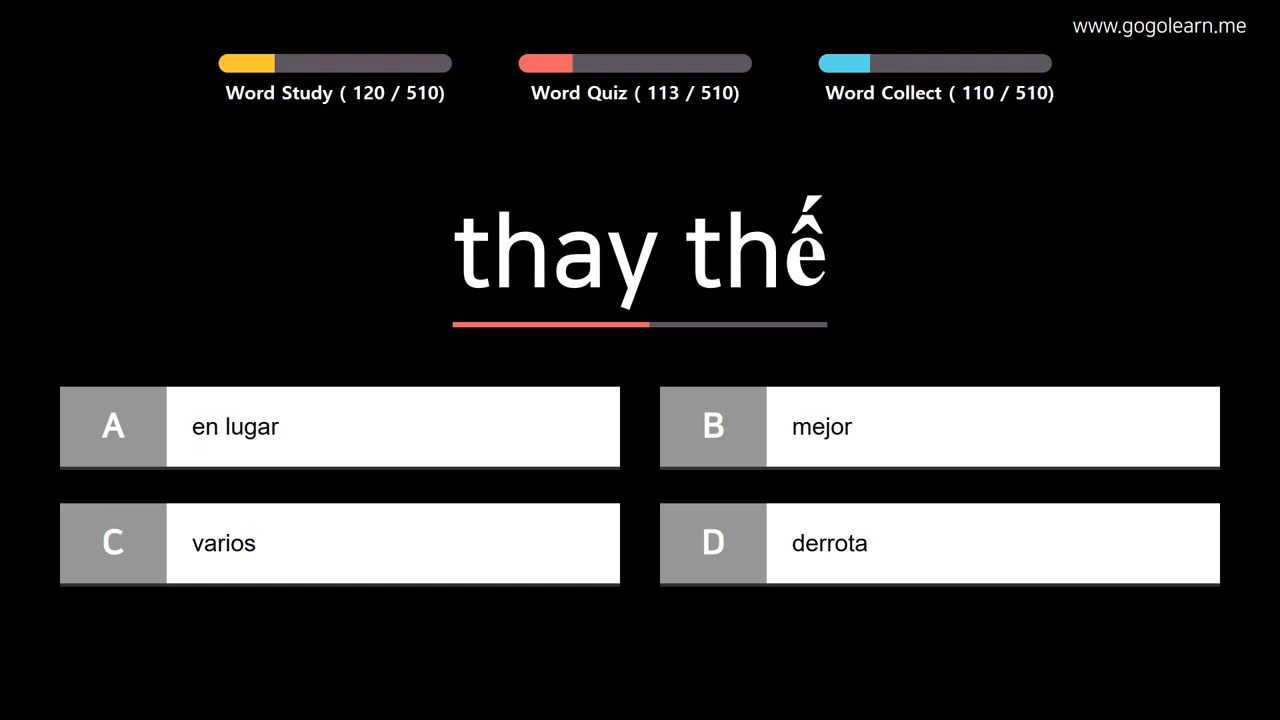 www.gogolearn.me
Word Study ( 120 / 510)
Word Quiz ( 113 / 510)
Word Collect ( 110 / 510)
thay thế
A en lugar
B mejor
C varios
D derrota